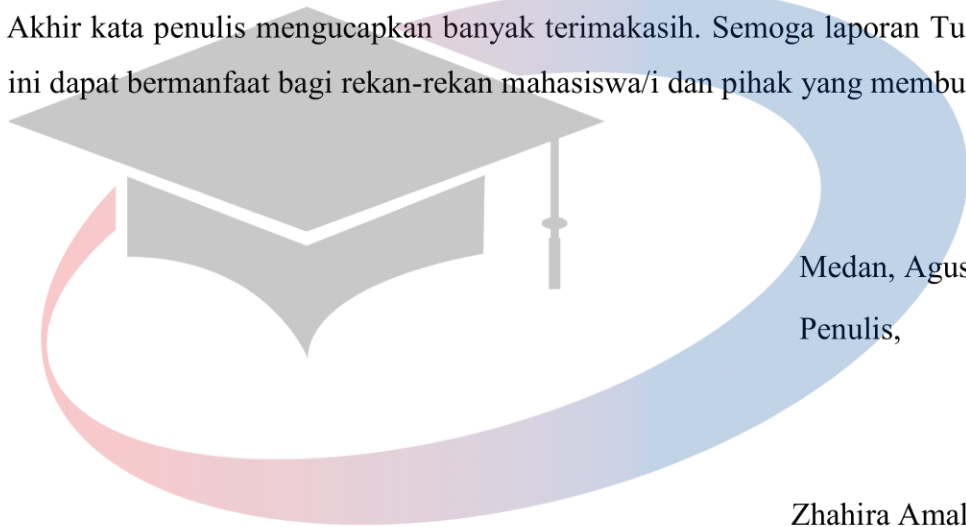 Akhir kata penulis mengucapkan banyak terimakasih. Semoga laporan Tu
ini dapat bermanfaat bagi rekan-rekan mahasiswa/i dan pihak yang membu
Medan, Agus
Penulis,
Zhahira Amal